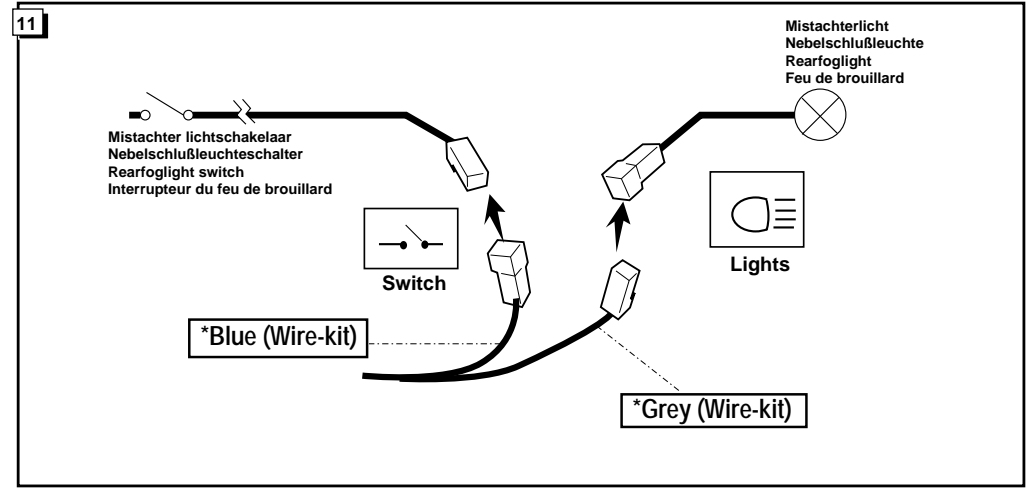 11
Mistachterlicht
Nebelschlußleuchte
Rearfoglight
Feu de brouillard
Mistachter lichtschakelaar
Nebelschlußleuchteschalter
Rearfoglight switch
Interrupteur du feu de brouillard
Switch
Lights
*Blue (Wire-kit)
*Grey (Wire-kit)